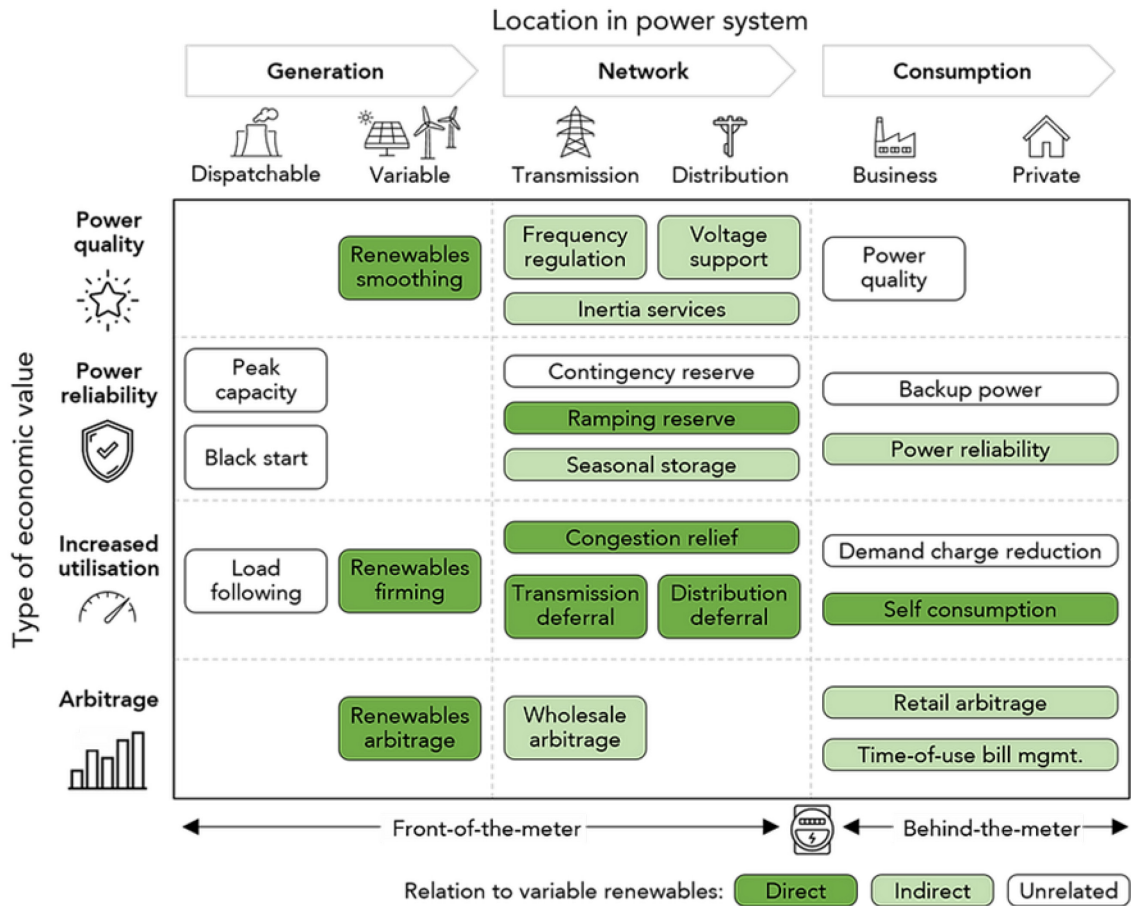 Location in power system
Generation
Network
Consumption
Dispatchable
Variable
Transmission
Distribution
Business
Private
Type of economic value
Power
quality
Renewables
smoothing
Frequency
regulation
Voltage
support
Inertia services
Power
quality
Power
reliability
Peak
capacity
Black start
Contingency reserve
Ramping reserve
Seasonal storage
Backup power
Power reliability
Increased
utilisation
Load
following
Renewables
firming
Congestion relief
Transmission
deferral
Distribution
deferral
Demand charge reduction
Self consumption
Arbitrage
Renewables
arbitrage
Wholesale
arbitrage
Retail arbitrage
Time-of-use bill mgmt.
Front-of-the-meter
Behind-the-meter
Relation to variable renewables:
Direct
Indirect
Unrelated